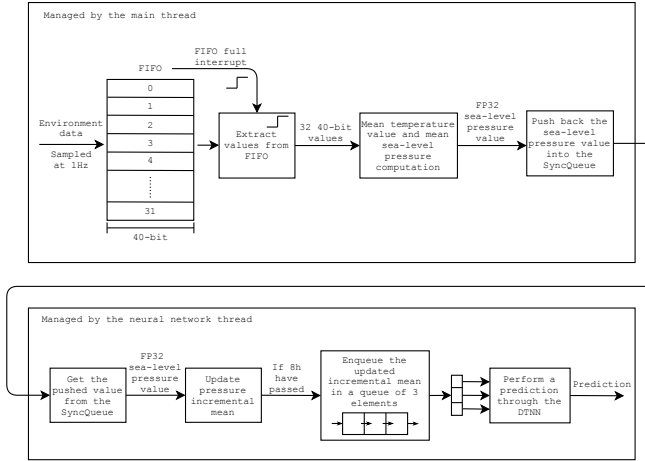 Managed by the main thread
FIFO full
interrupt
FIFO
0
1
2
3
4
31
40-bit
Environment
data
Sampled
at 1Hz
Extract
values from
FIFO
32 40-bit
values
Mean temperature
value and mean
sea-level
pressure
computation
FP32
sea-level
pressure
value
Push back the
sea-level
pressure value
into the
SyncQueue
Managed by the neural network thread
Get the
pushed value
from the
SyncQueue
FP32
sea-level
pressure
value
Update
pressure
incremental
mean
If 8h
have
passed
Enqueue the
updated
incremental mean
in a queue of 3
elements
Perform a
prediction
through the
DTNN
Prediction